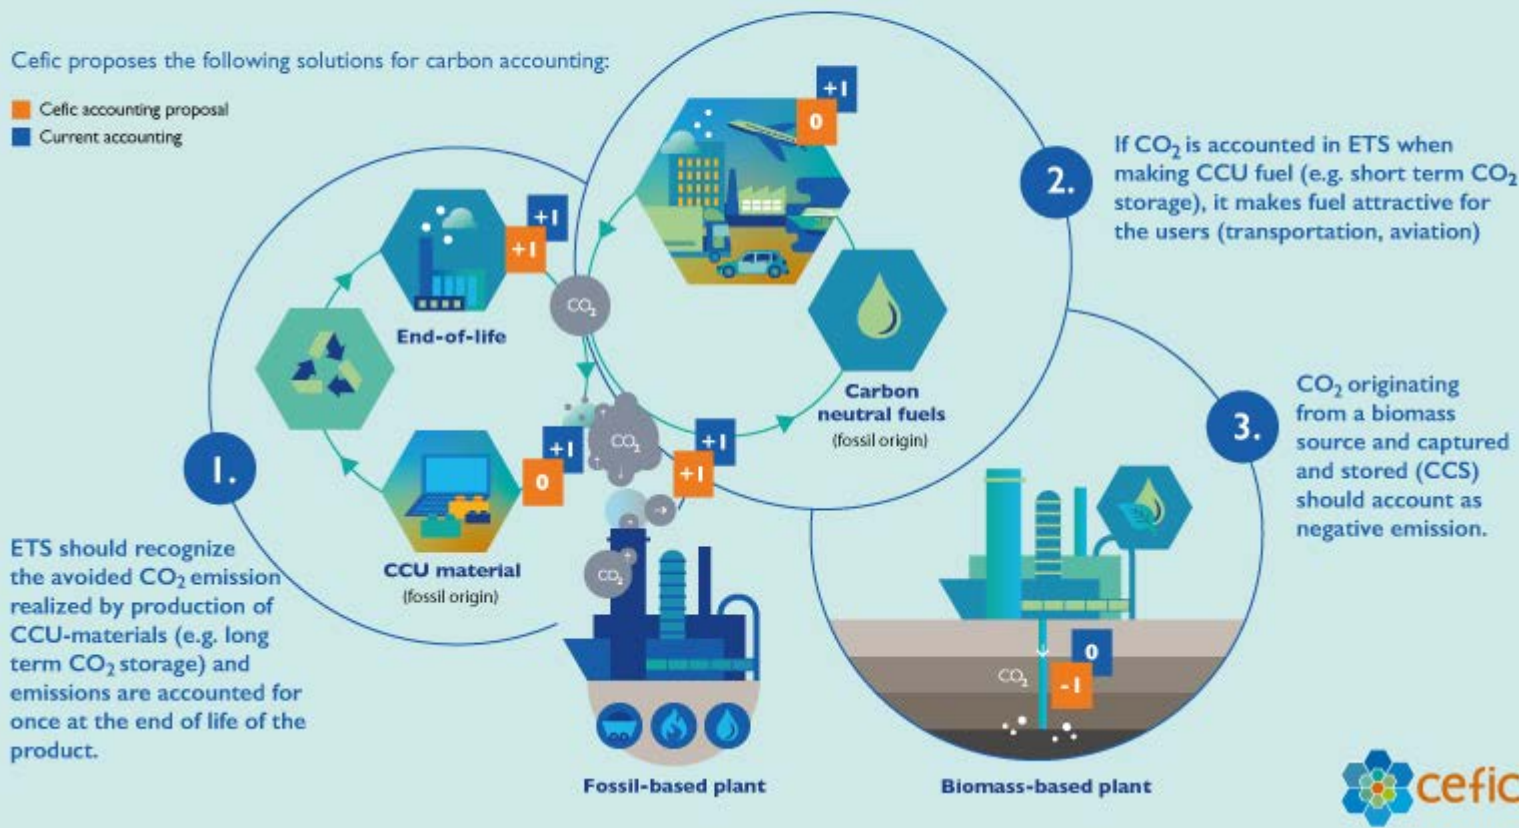 Cefic proposes the following solutions for carbon accounting:
Cefic accounting proposal
Current accounting
+1
0
2.
If CO₂ is accounted in ETS when
making CCU fuel (e.g. short term CO₂
storage), it makes fuel attractive for
the users (transportation, aviation)
+1
+1
End-of-life
CO₂
Carbon
neutral fuels
(fossil origin)
1.
+1
0
CCU material
(fossil origin)
CO₂
+1
+1
CO₂
ETS should recognize
the avoided CO₂ emission
realized by production of
CCU-materials (e.g. long
term CO₂ storage) and
emissions are accounted for
once at the end of life of the
product.
Fossil-based plant
3.
CO₂ originating
from a biomass
source and captured
and stored (CCS)
should account as
negative emission.
0
CO₂
-1
Biomass-based plant
cefic